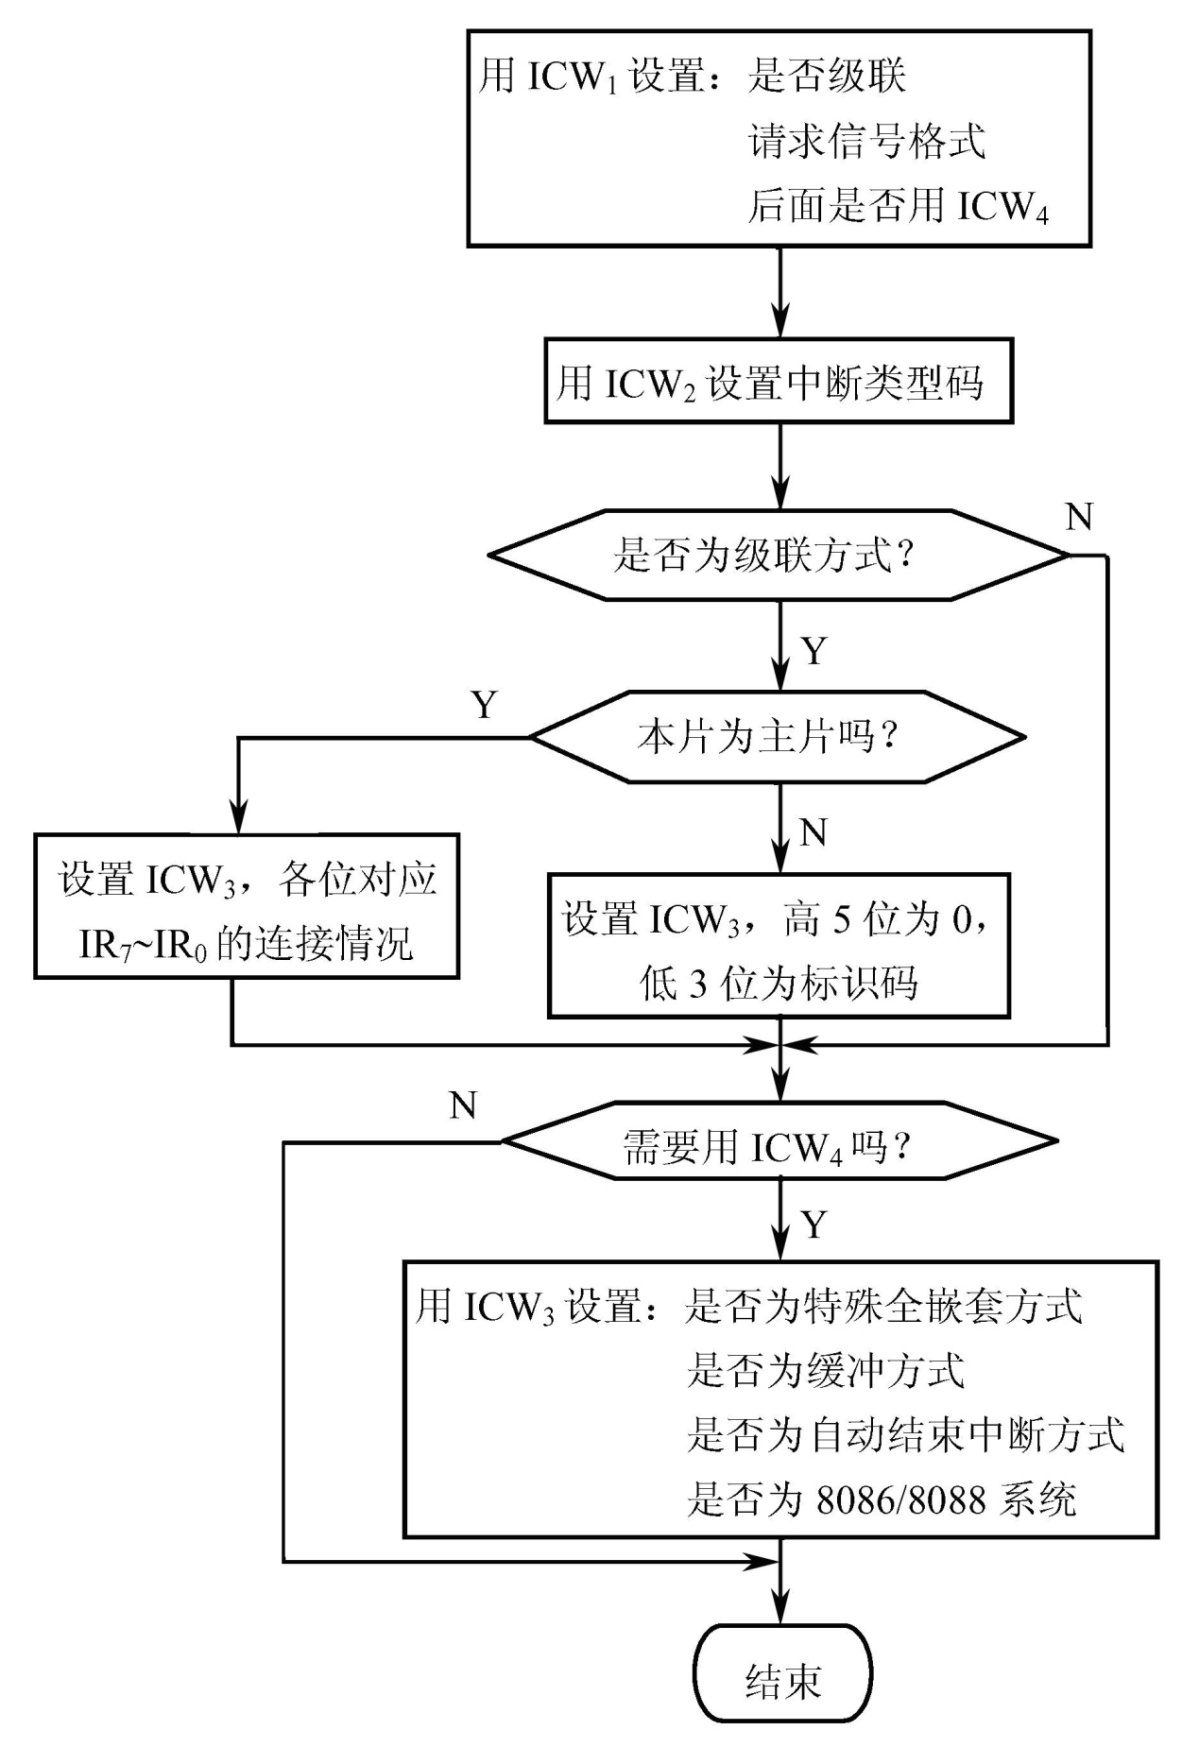 用 ICW₁ 设置：是否级联
请求信号格式
后面是否用 ICW₄
用 ICW₂ 设置中断类型码
是否为级联方式？
N
Y
本片为主片吗？
Y
N
设置 ICW₃，各位对应
IR₇~IR₀ 的连接情况
设置 ICW₃，高 5 位为 0，
低 3 位为标识码
需要用 ICW₄ 吗？
N
Y
用 ICW₃ 设置：是否为特殊全嵌套方式
是否为缓冲方式
是否为自动结束中断方式
是否为 8086/8088 系统
结束